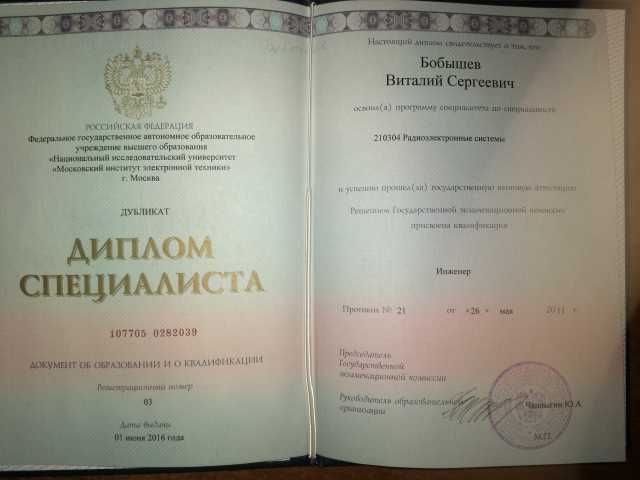 РОССИЙСКАЯ ФЕДЕРАЦИЯ
Федеральное государственное автономное образовательное
учреждение высшего образования
«Национальный исследовательский университет
«Московский институт электронной техники»
г. Москва
ДУБЛИКАТ
ДИПЛОМ
СПЕЦИАЛИСТА
107705 0282039
ДОКУМЕНТ ОБ ОБРАЗОВАНИИ И О КВАЛИФИКАЦИИ
Регистрационный номер
03
Дата выдачи
01 июня 2016 года
Настоящий диплом свидетельствует о том, что
Бобышев
Виталий Сергеевич
освоил(а) программу специалитета по специальности
210304 Радиоэлектронные системы
и успешно прошел(ла) государственную итоговую аттестацию
Решением Государственной экзаменационной комиссии
присвоена квалификация
Инженер
Протокол № 21 от «26» мая 2011 г.
Председатель
Государственной
экзаменационной комиссии
Руководитель образовательной
организации
Чаплыгин Ю.А.
М.П.